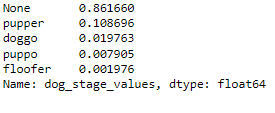 None       0.861660
pupper     0.108696
doggo      0.019763
puppo      0.007905
floofer    0.001976
Name: dog_stage_values, dtype: float64